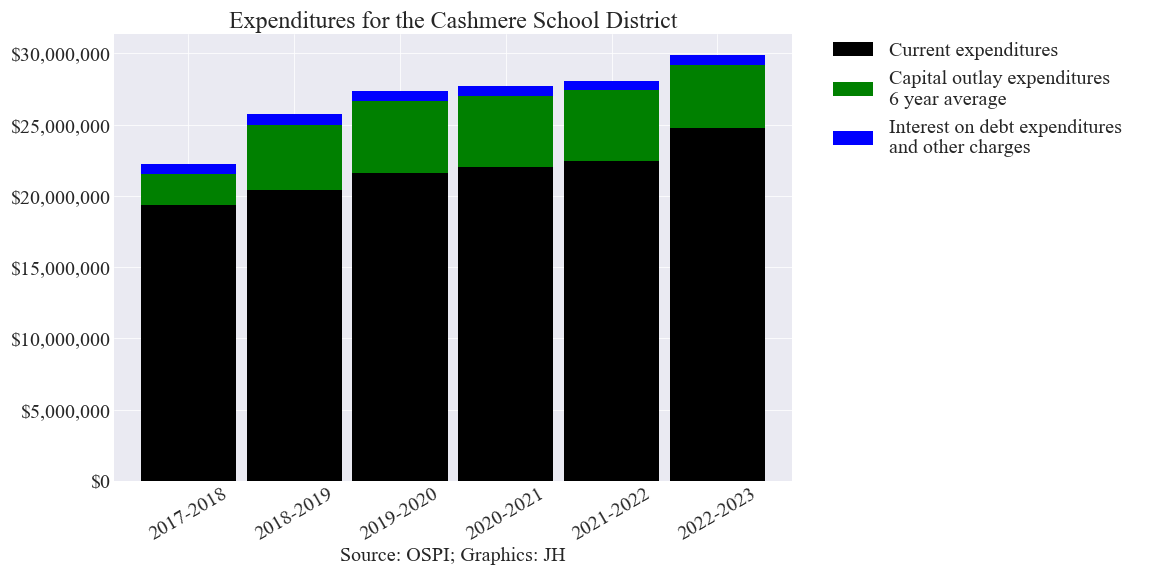 Expenditures for the Cashmere School District
$30,000,000
$25,000,000
$20,000,000
$15,000,000
$10,000,000
$5,000,000
$0
2017-2018
2018-2019
2019-2020
2020-2021
2021-2022
2022-2023
Source: OSPI; Graphics: JH
Current expenditures
Capital outlay expenditures
6 year average
Interest on debt expenditures
and other charges